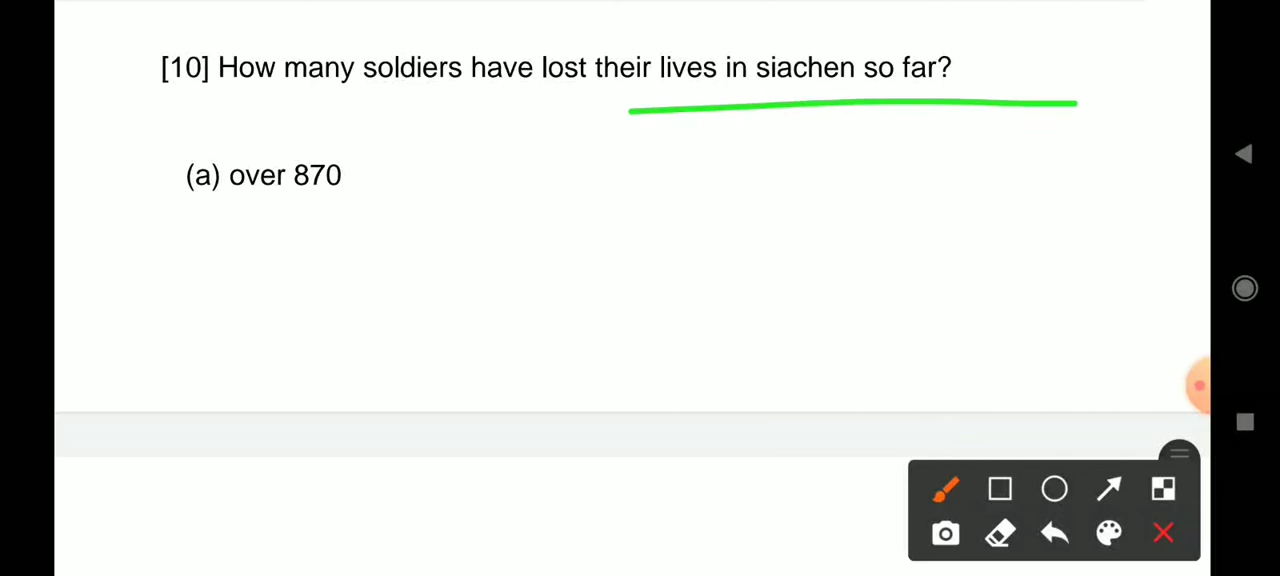 [10] How many soldiers have lost their lives in siachen so far?
(a) over 870